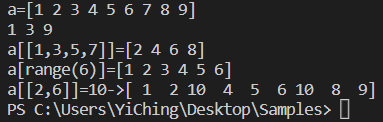 a=[1 2 3 4 5 6 7 8 9]
1 3 9
a[[1,3,5,7]]=[2 4 6 8]
a[range(6)]=[1 2 3 4 5 6]
a[[2,6]]=10->[ 1  2 10  4  5  6 10  8  9]
PS C:\Users\YiChing\Desktop\Samples>